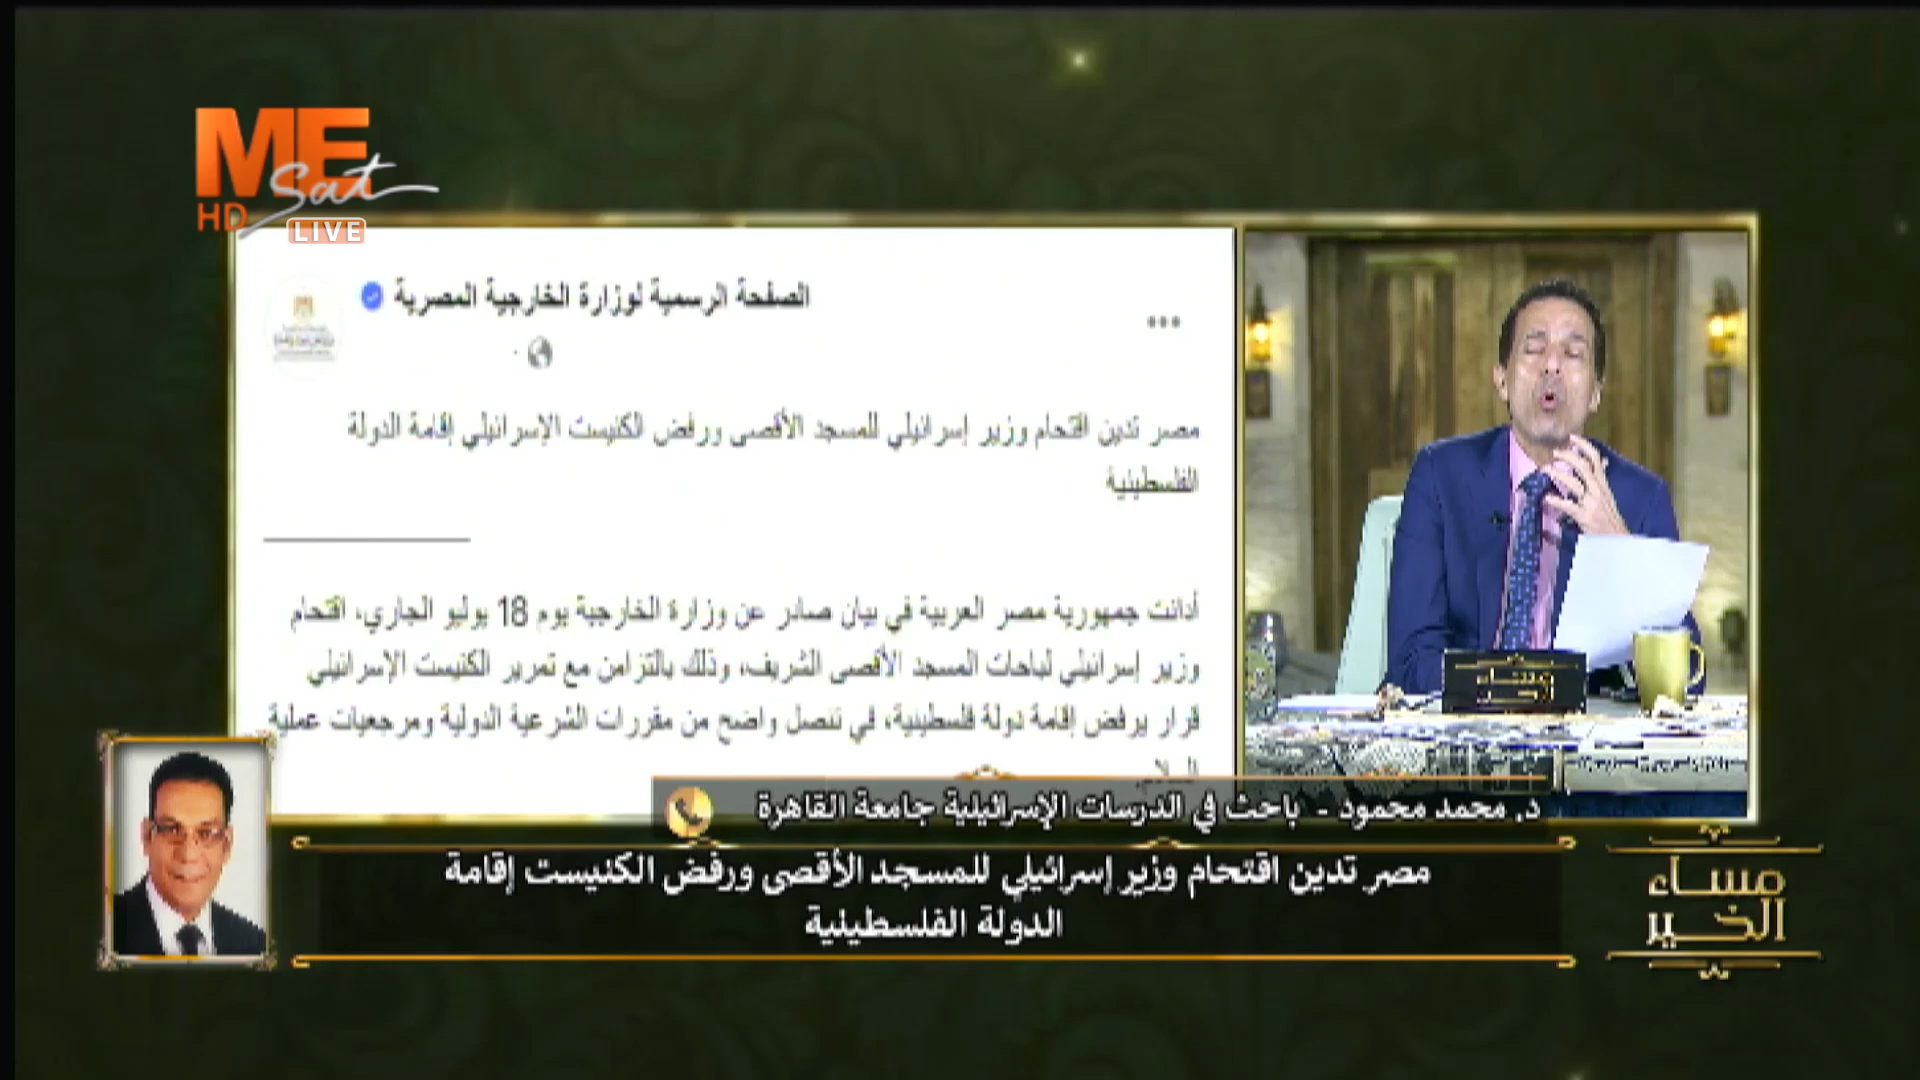 ME
Sat
HD
LIVE
الصفحة الرسمية لوزارة الخارجية المصرية
مصر تدين اقتحام وزير إسرائيلي للمسجد الأقصى ورفض الكنيست الإسرائيلي إقامة الدولة
الفلسطينية
أدانت جمهورية مصر العربية في بيان صادر عن وزارة الخارجية يوم 18 يوليو الجاري، اقتحام
وزير إسرائيلي لباحات المسجد الأقصى الشريف، وذلك بالتزامن مع تمرير الكنيست الإسرائيلي
قرار يرفض إقامة دولة فلسطينية، في تنصل واضح من مقررات الشرعية الدولية ومرجعيات عملية
مساء
الخير
د. محمد محمود - باحث في الدرسات الإسرائيلية جامعة القاهرة
مصر تدين اقتحام وزير إسرائيلي للمسجد الأقصى ورفض الكنيست إقامة
الدولة الفلسطينية
مساء
الخير